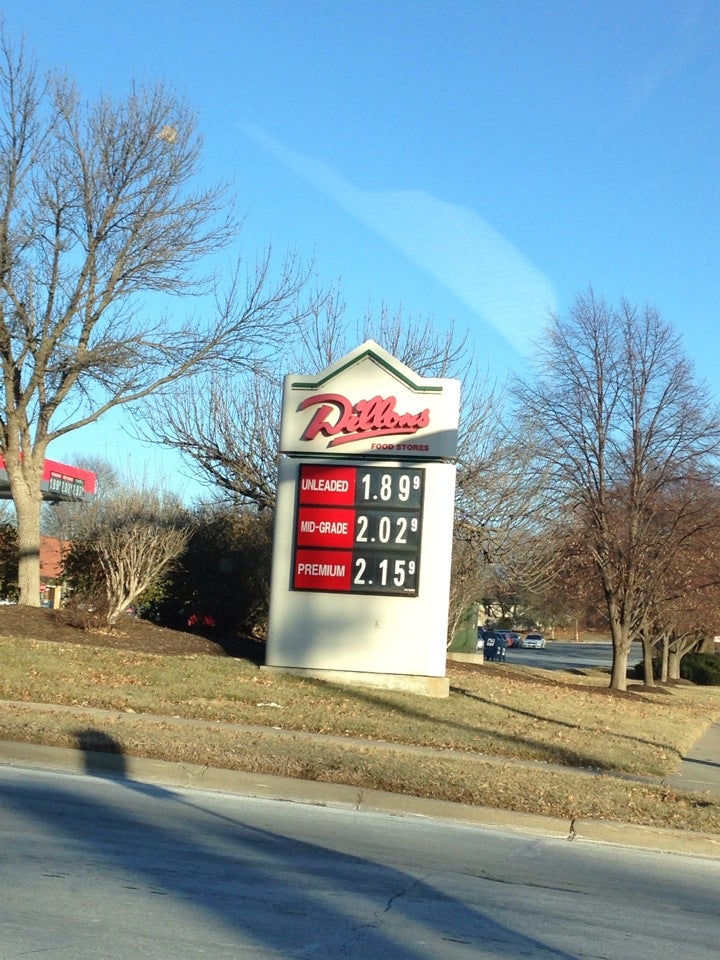 Dillons
FOOD STORES
UNLEADED 1.89 9
MID-GRADE 2.02 9
PREMIUM 2.15 9